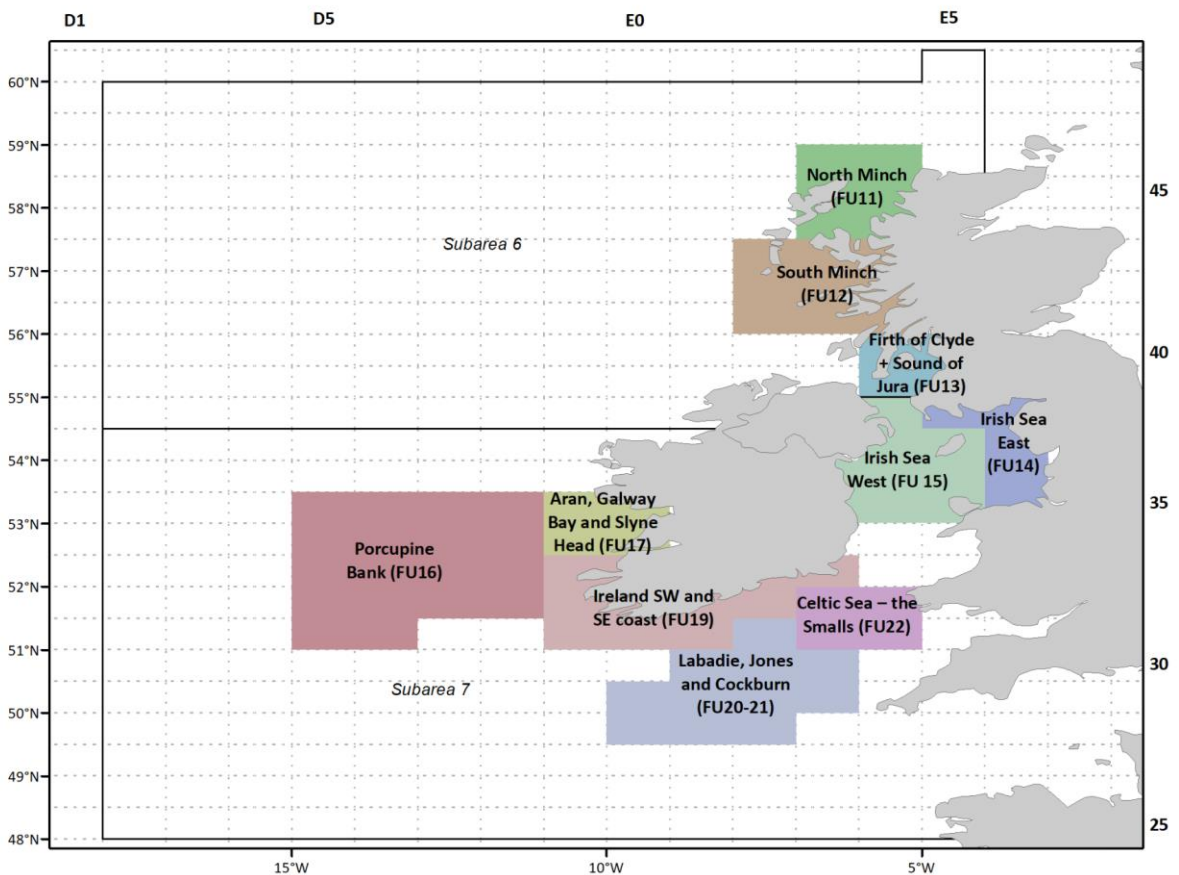 D1 D5 E0 E5
60°N
59°N
North Minch
(FU11)
45
58°N
Subarea 6
57°N
South Minch
(FU12)
56°N
Firth of Clyde
+ Sound of
Jura (FU13)
40
55°N
Irish Sea
East
(FU14)
54°N
Irish Sea
West (FU 15)
53°N
35
Aran, Galway
Bay and Slyne
Head (FU17)
Porcupine
Bank (FU16)
52°N
Ireland SW and
SE coast (FU19)
Celtic Sea – the
Smalls (FU22)
51°N
30
Labadie, Jones
and Cockburn
(FU20-21)
Subarea 7
50°N
49°N
48°N
25
15°W 10°W 5°W